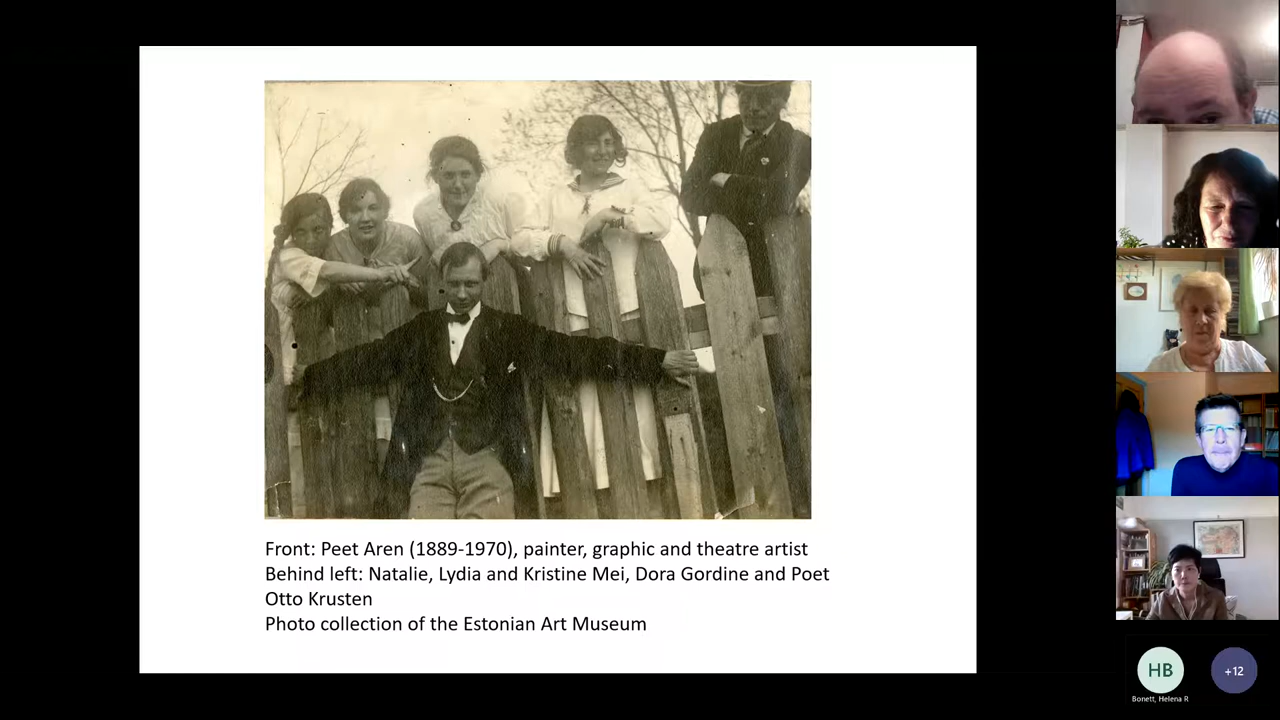 Front: Peet Aren (1889-1970), painter, graphic and theatre artist
Behind left: Natalie, Lydia and Kristine Mei, Dora Gordine and Poet
Otto Krusten
Photo collection of the Estonian Art Museum
HB
+12
Bonett, Helena R